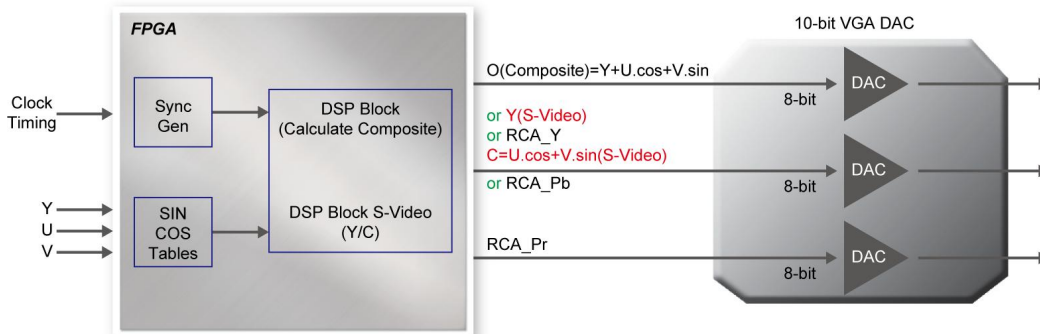 FPGA
10-bit VGA DAC
Clock
Timing
Sync
Gen
DSP Block
(Calculate Composite)
O(Composite)=Y+U.cos+V.sin
8-bit
DAC
or Y(S-Video)
or RCA_Y
C=U.cos+V.sin(S-Video)
or RCA_Pb
8-bit
DAC
Y
U
V
SIN
COS
Tables
DSP Block S-Video
(Y/C)
RCA_Pr
8-bit
DAC